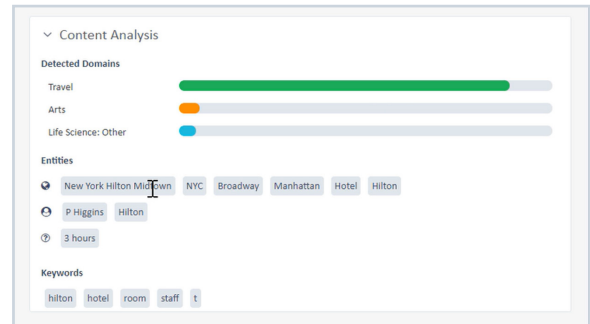 Content Analysis
Detected Domains
Travel
Arts
Life Science: Other
Entities
New York Hilton Midtown NYC Broadway Manhattan Hotel Hilton
P Higgins Hilton
3 hours
Keywords
hilton hotel room staff t